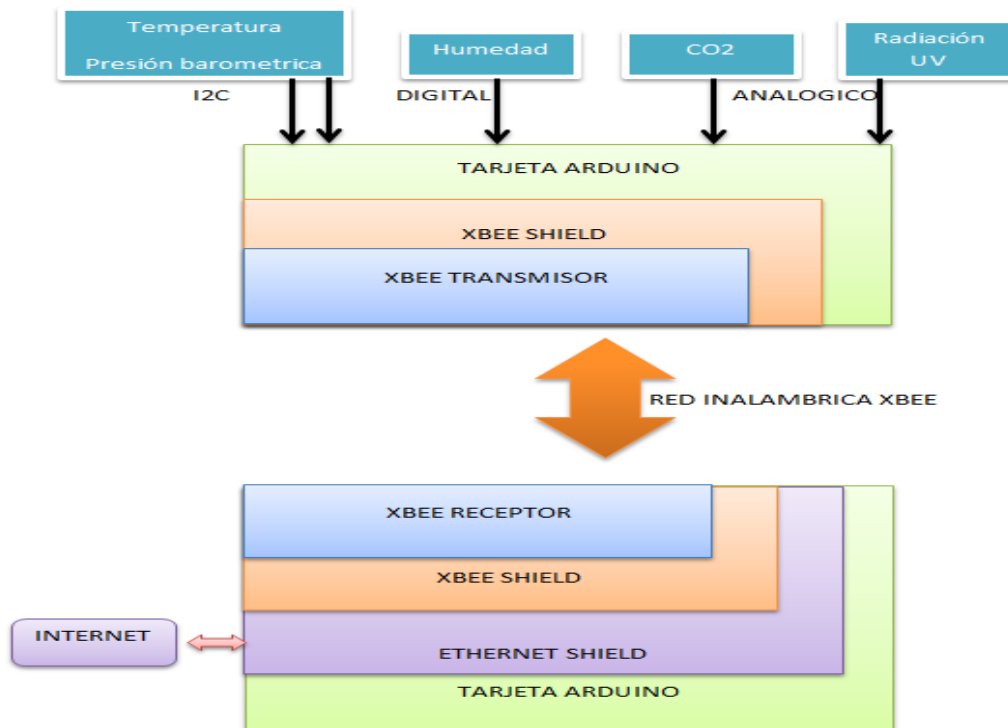 Temperatura
Presión barometrica
Humedad
CO2
Radiación
UV
I2C
DIGITAL
ANALOGICO
TARJETA ARDUINO
XBEE SHIELD
XBEE TRANSMISOR
RED INALAMBRICA XBEE
XBEE RECEPTOR
XBEE SHIELD
INTERNET
ETHERNET SHIELD
TARJETA ARDUINO